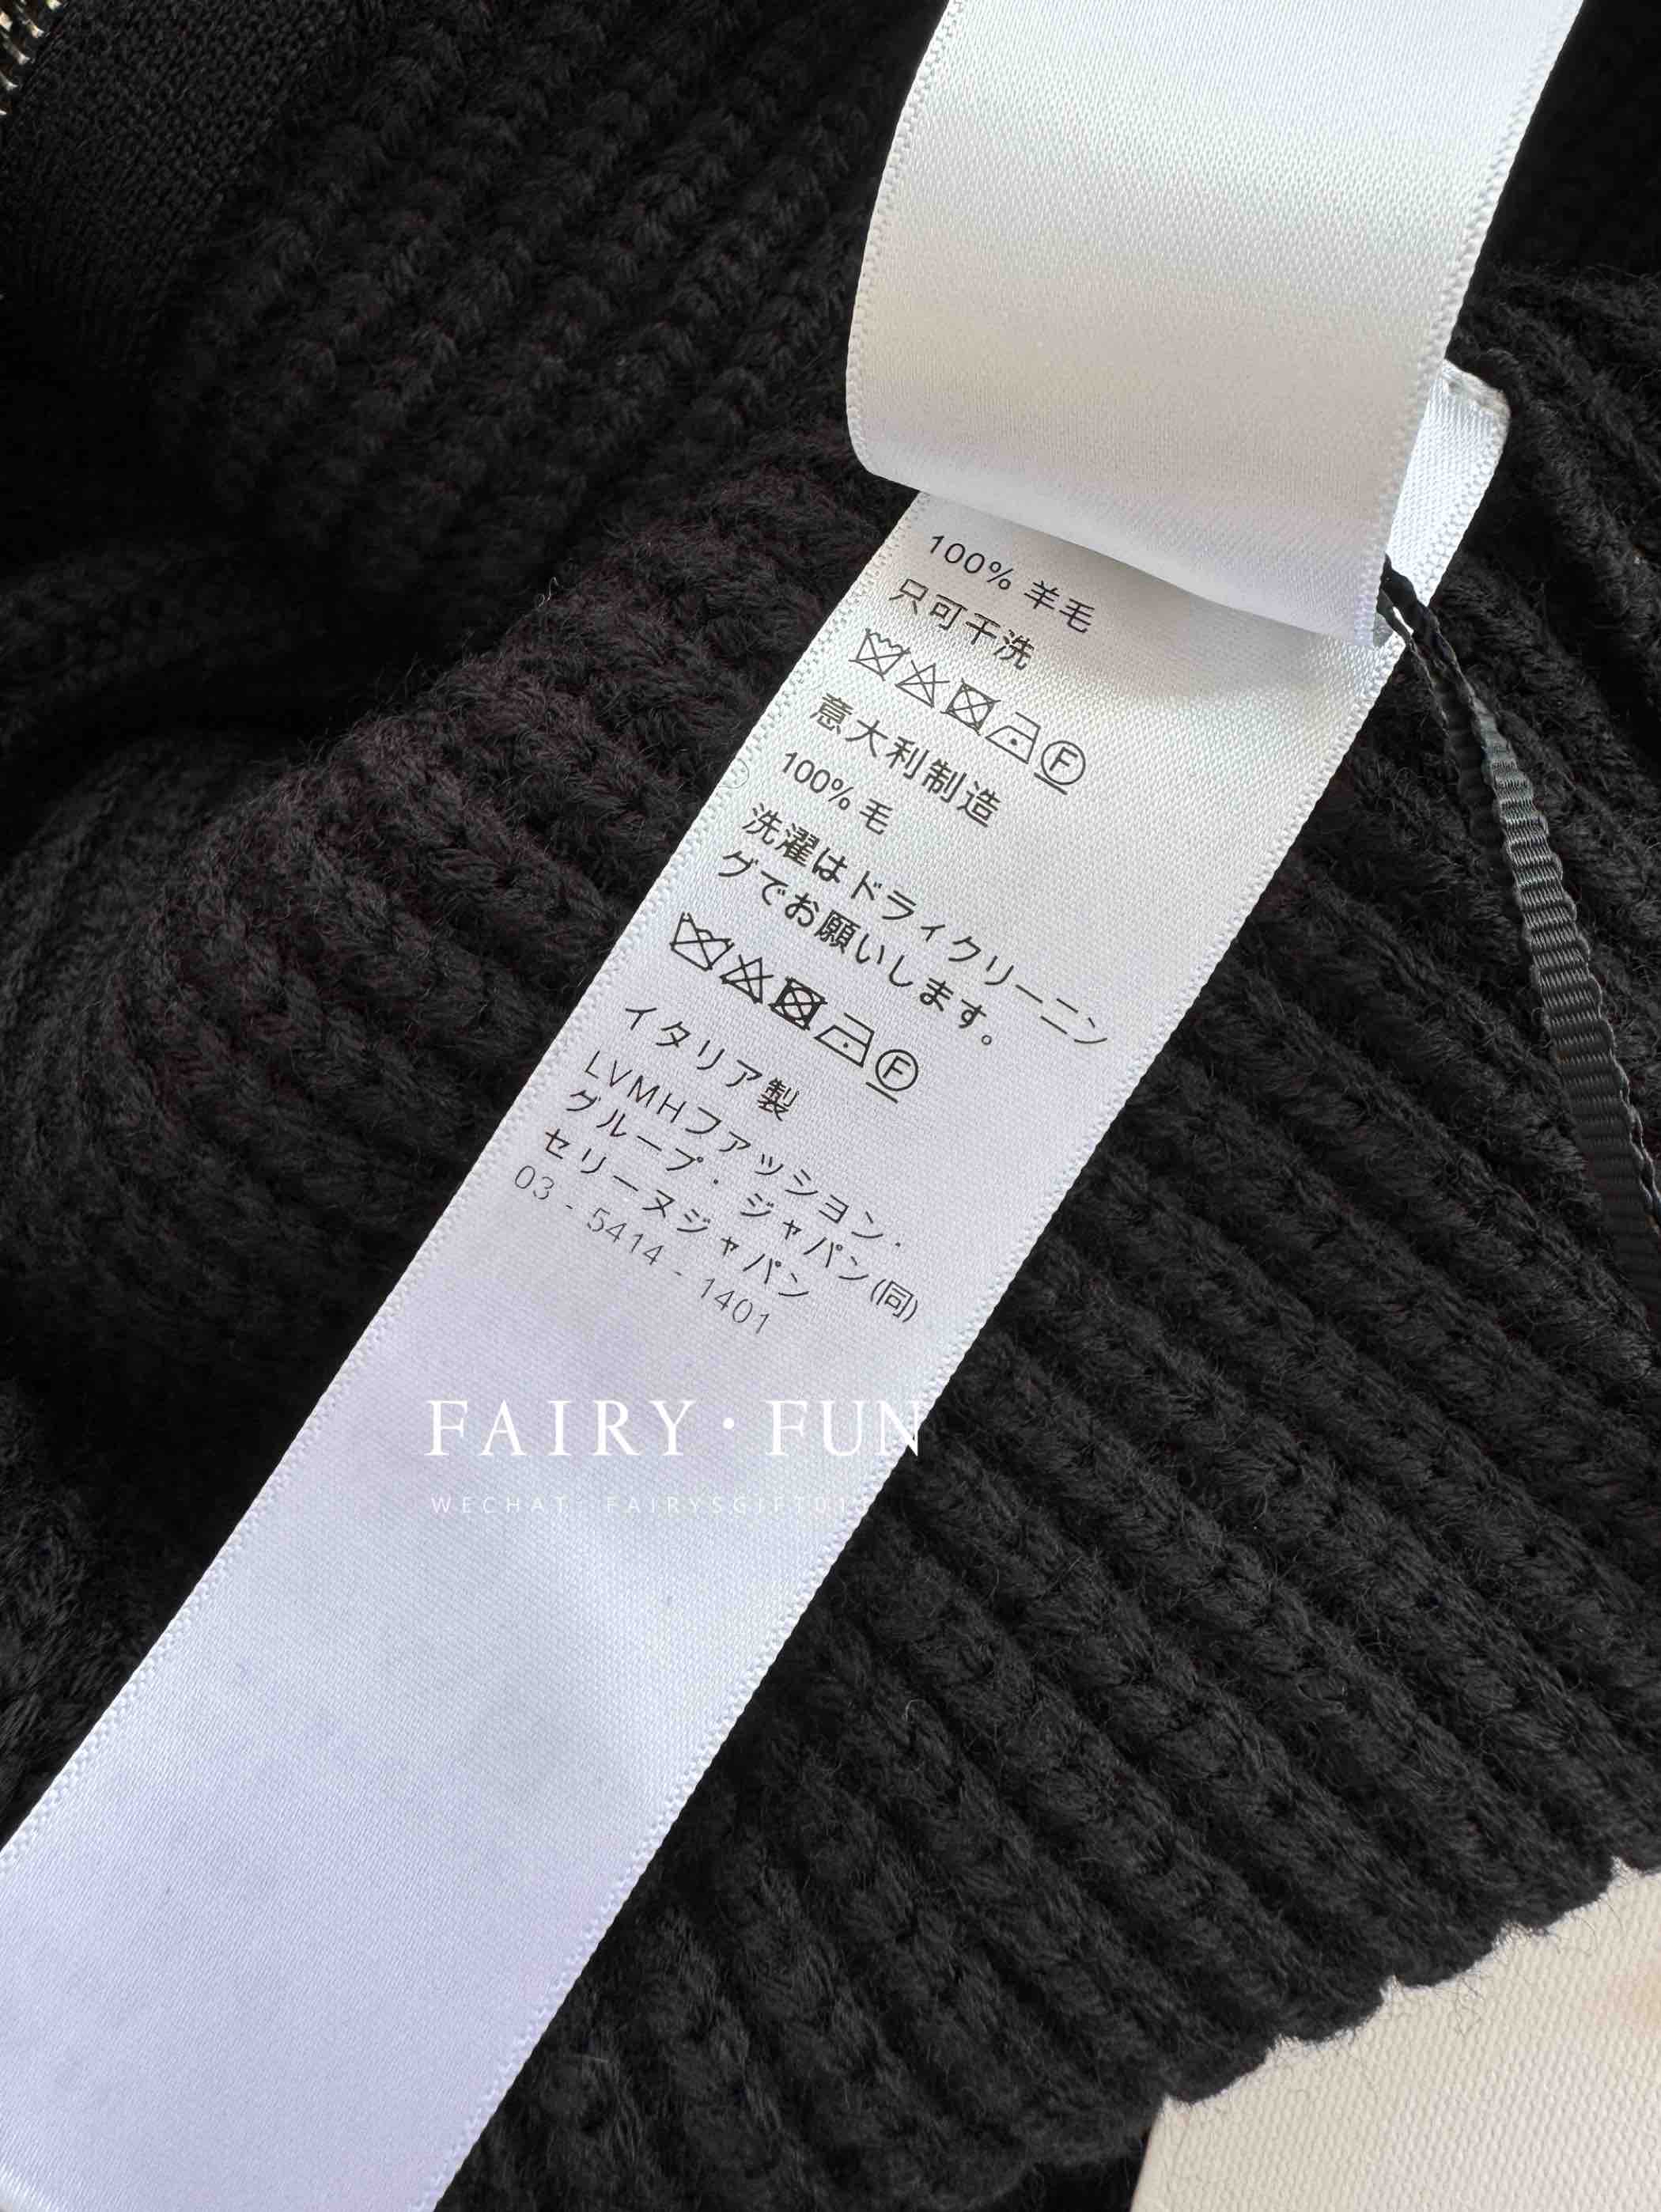 100% 羊毛
只可干洗
F
意大利制造
100% 毛
洗濯はドライクリーニン
グでお願いします。
F
イタリア製
LVMHファッション・
グループ・ジャパン(同)
セリーヌジャパン
03 - 5414 - 1401
FAIRY·FUN
WECHAT: FAIRYSGIFT01